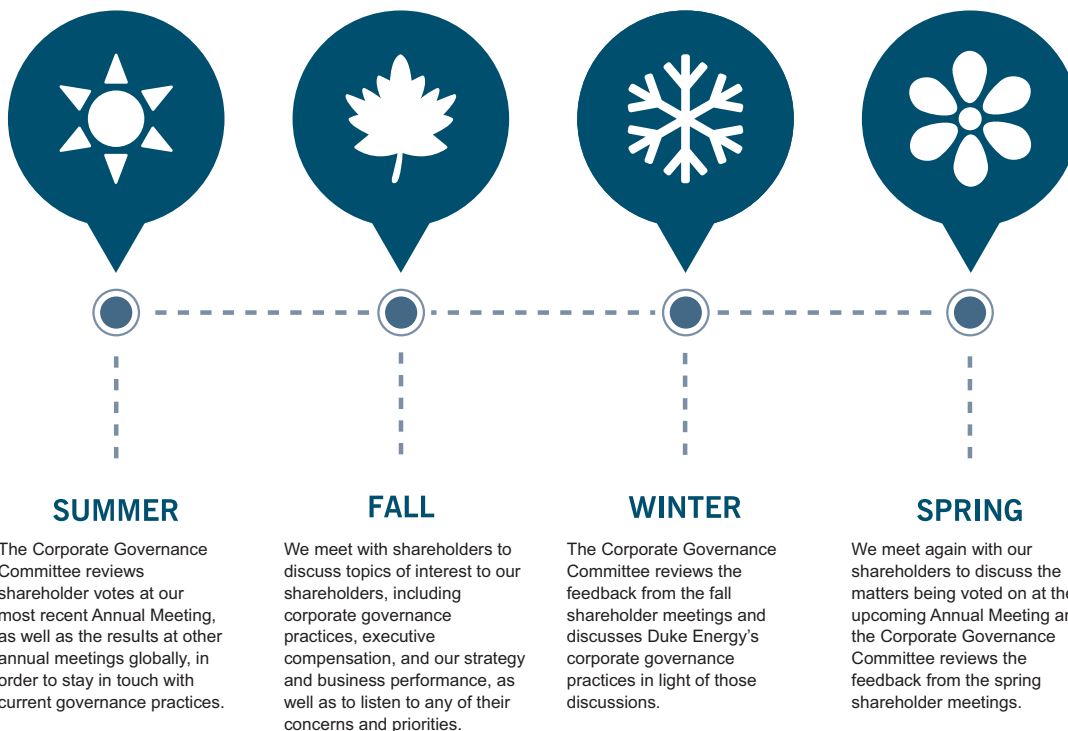 SUMMER
The Corporate Governance
Committee reviews
shareholder votes at our
most recent Annual Meeting,
as well as the results at other
annual meetings globally, in
order to stay in touch with
current governance practices.
FALL
We meet with shareholders to
discuss topics of interest to our
shareholders, including
corporate governance
practices, executive
compensation, and our strategy
and business performance, as
well as to listen to any of their
concerns and priorities.
WINTER
The Corporate Governance
Committee reviews the
feedback from the fall
shareholder meetings and
discusses Duke Energy’s
corporate governance
practices in light of those
discussions.
SPRING
We meet again with our
shareholders to discuss the
matters being voted on at the
upcoming Annual Meeting and
the Corporate Governance
Committee reviews the
feedback from the spring
shareholder meetings.